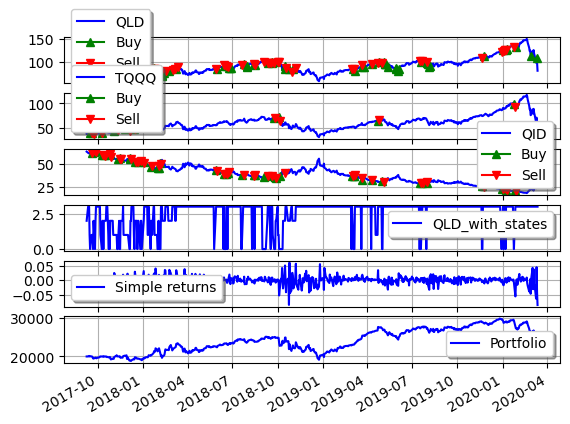 QLD
Buy
Sell
150
100
TQQQ
Buy
Sell
100
50
QID
Buy
Sell
50
25
QLD_with_states
2.5
0.0
0.05
0.00
−0.05
Simple returns
30000
20000
Portfolio
2017-10
2018-01
2018-04
2018-07
2018-10
2019-01
2019-04
2019-07
2019-10
2020-01
2020-04